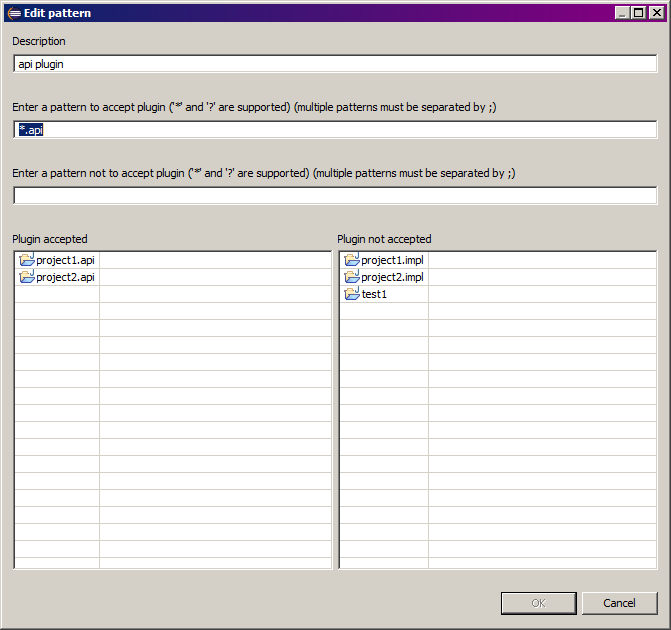 Edit pattern
Description
api plugin
Enter a pattern to accept plugin ('*' and '?' are supported) (multiple patterns must be separated by ;)
*.api
Enter a pattern not to accept plugin ('*' and '?' are supported) (multiple patterns must be separated by ;)
Plugin accepted
project1.api
project2.api
Plugin not accepted
project1.impl
project2.impl
test1
OK
Cancel